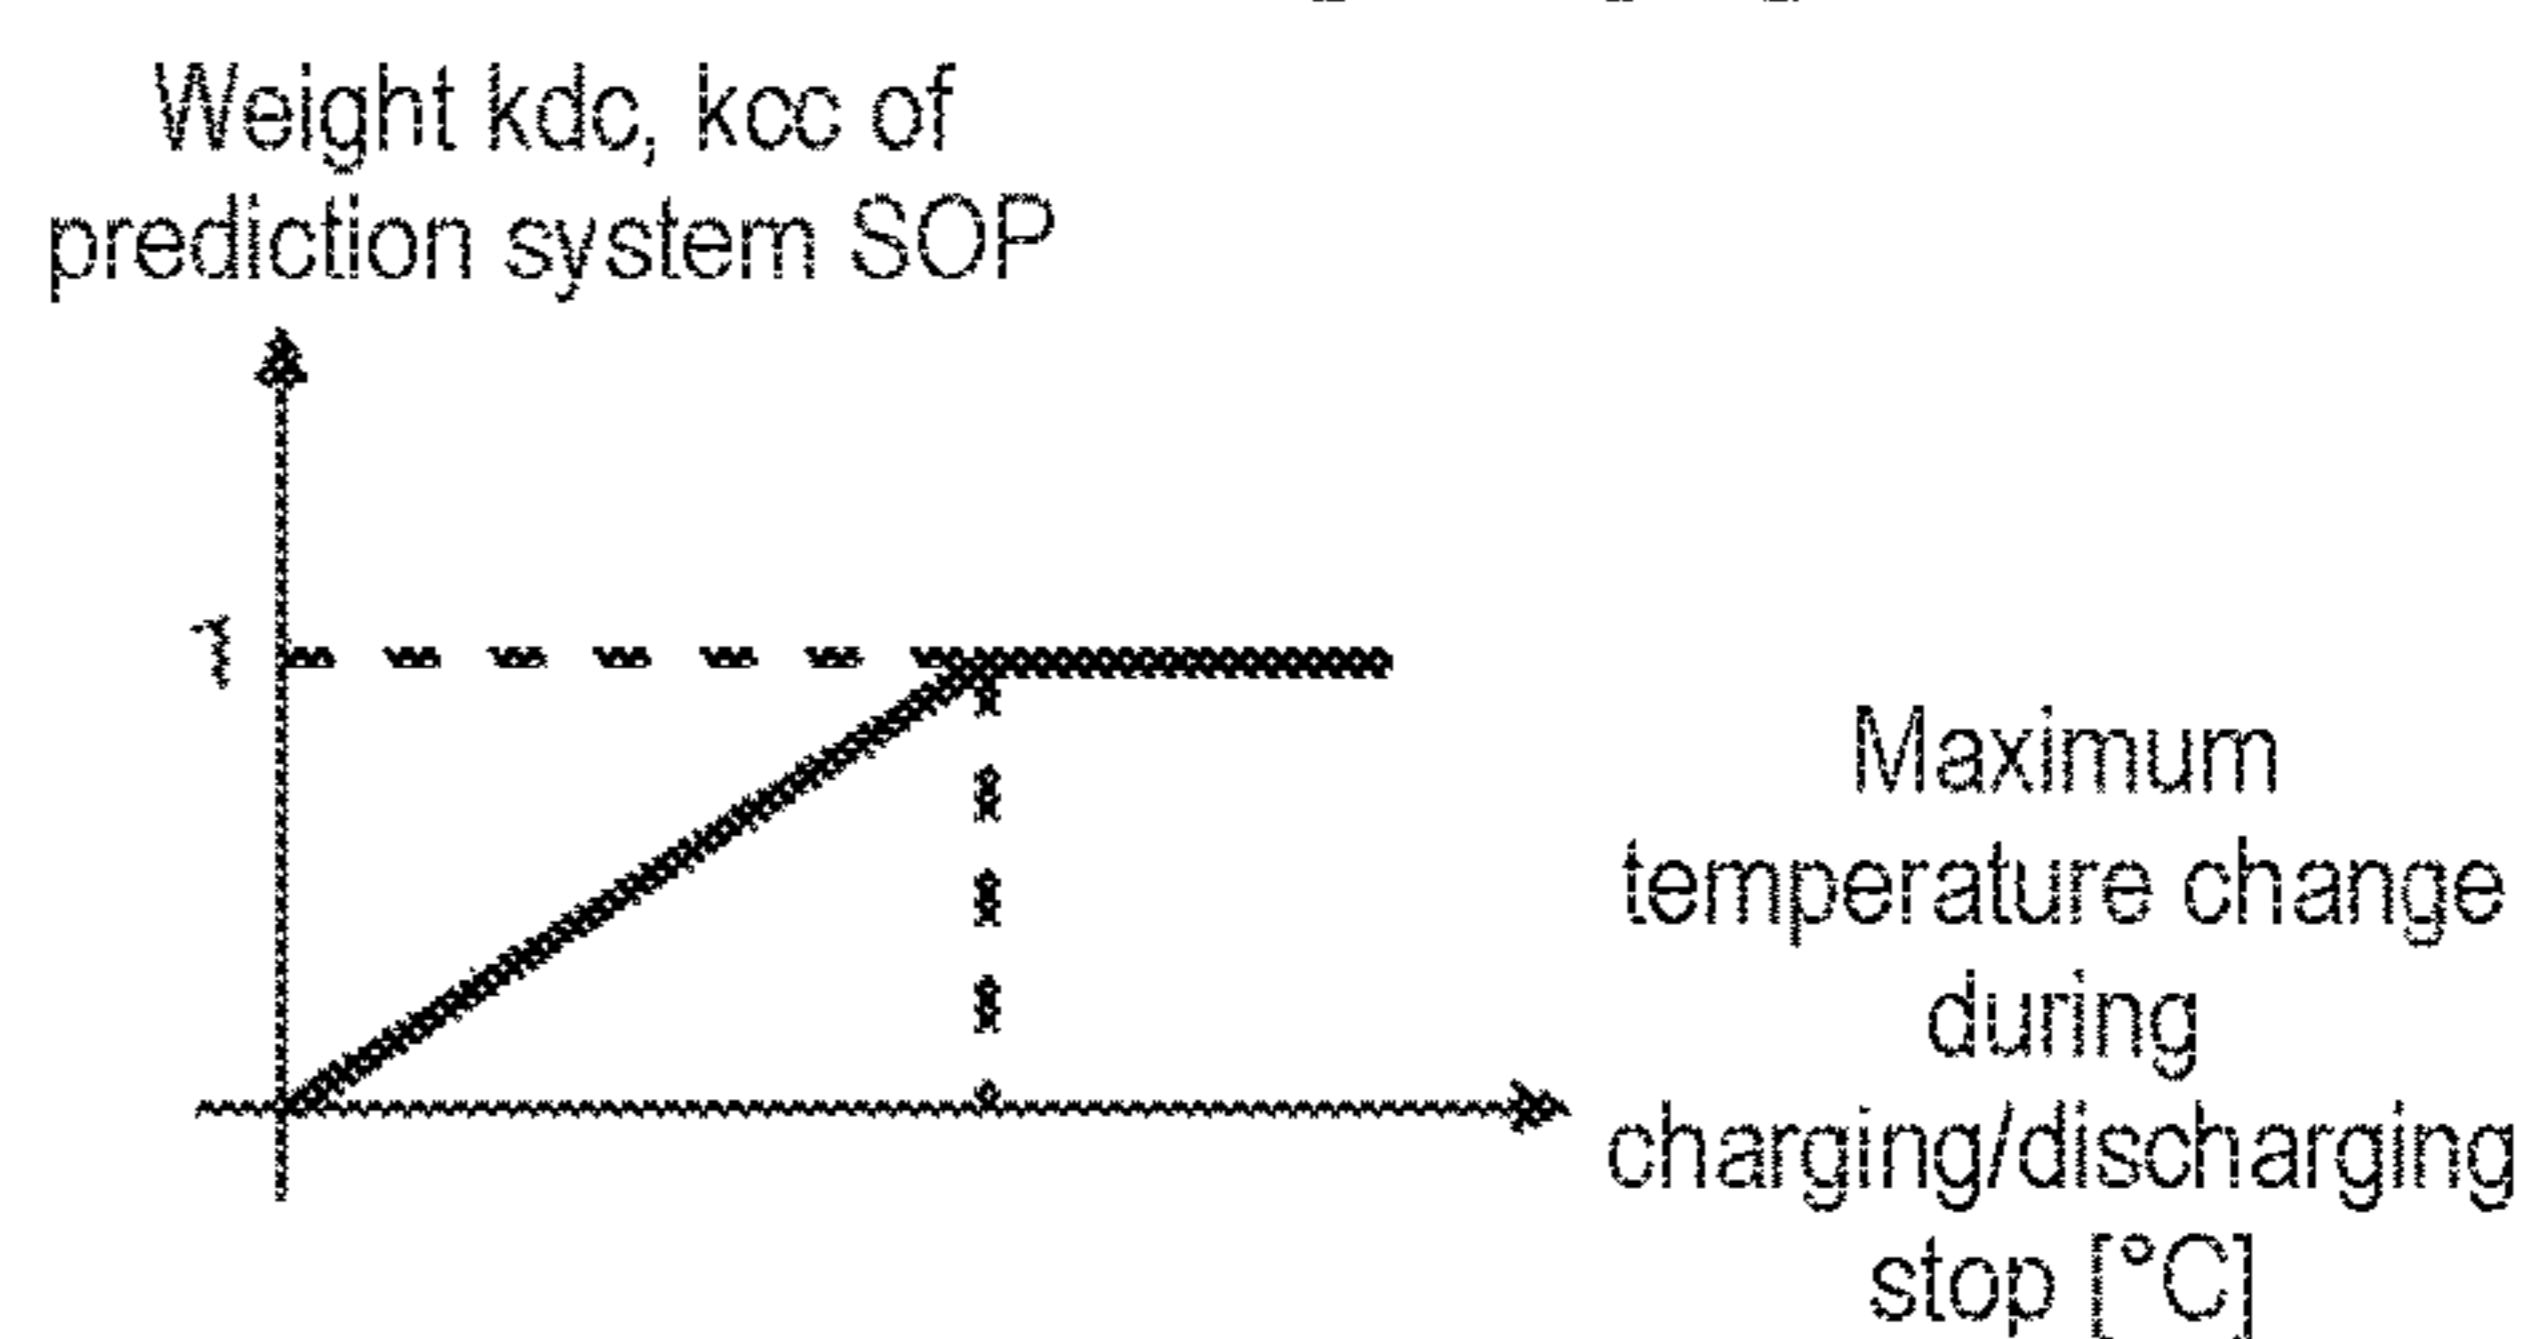 Weight kdc, kcc of
prediction system SOP
1
Maximum
temperature change
during
charging/discharging
stop [°C]